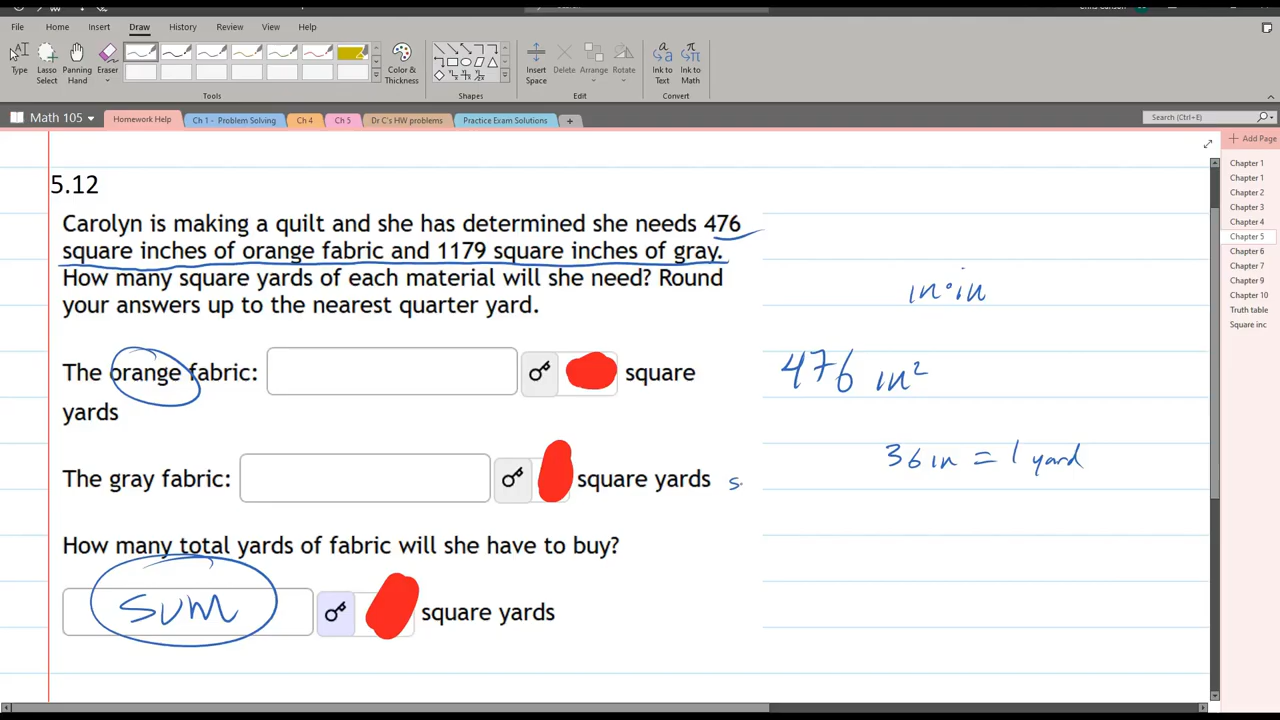 File Home Insert Draw History Review View Help
Type Lasso Select Panning Hand Eraser Color & Thickness Insert Space Delete Arrange Rotate Ink to Text Ink to Math
Tools Shapes Edit Convert
Math 105 Homework Help Ch 1 - Problem Solving Ch 4 Ch 5 Dr C's HW problems Practice Exam Solutions Search (Ctrl+E)
Add Page
Chapter 1
Chapter 1
Chapter 2
Chapter 3
Chapter 4
Chapter 5
Chapter 6
Chapter 7
Chapter 9
Chapter 10
Truth table
Square inc
5.12
Carolyn is making a quilt and she has determined she needs 476
square inches of orange fabric and 1179 square inches of gray.
How many square yards of each material will she need? Round
your answers up to the nearest quarter yard.
The orange fabric: square
yards
The gray fabric: square yards
How many total yards of fabric will she have to buy?
sum square yards
in·in
476 in²
36 in = 1 yard
s